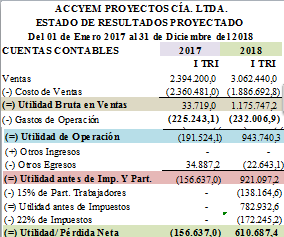 ACCYEM PROYECTOS CÍA. LTDA.
ESTADO DE RESULTADOS PROYECTADO
Del 01 de Enero 2017 al 31 de Diciembre del 2018
CUENTAS CONTABLES 2017 2018
I TRI I TRI
Ventas 2.394.200,0 3.062.440,0
(-) Costo de Ventas (2.360.481,0) (1.886.692,8)
(=) Utilidad Bruta en Ventas 33.719,0 1.175.747,2
(-) Gastos de Operación (225.243,1) (232.006,9)
(=) Utilidad de Operación (191.524,1) 943.740,3
(+) Otros Ingresos - -
(-) Otros Egresos 34.887,2 (22.643,1)
(=) Utilidad antes de Imp. Y Part. (156.637,0) 921.097,2
(-) 15% de Part. Trabajadores - (138.164,6)
(=) Utilidad antes de Impuestos - 782.932,6
(-) 22% de Impuestos - (172.245,2)
(=) Utilidad/Pérdida Neta (156.637,0) 610.687,4